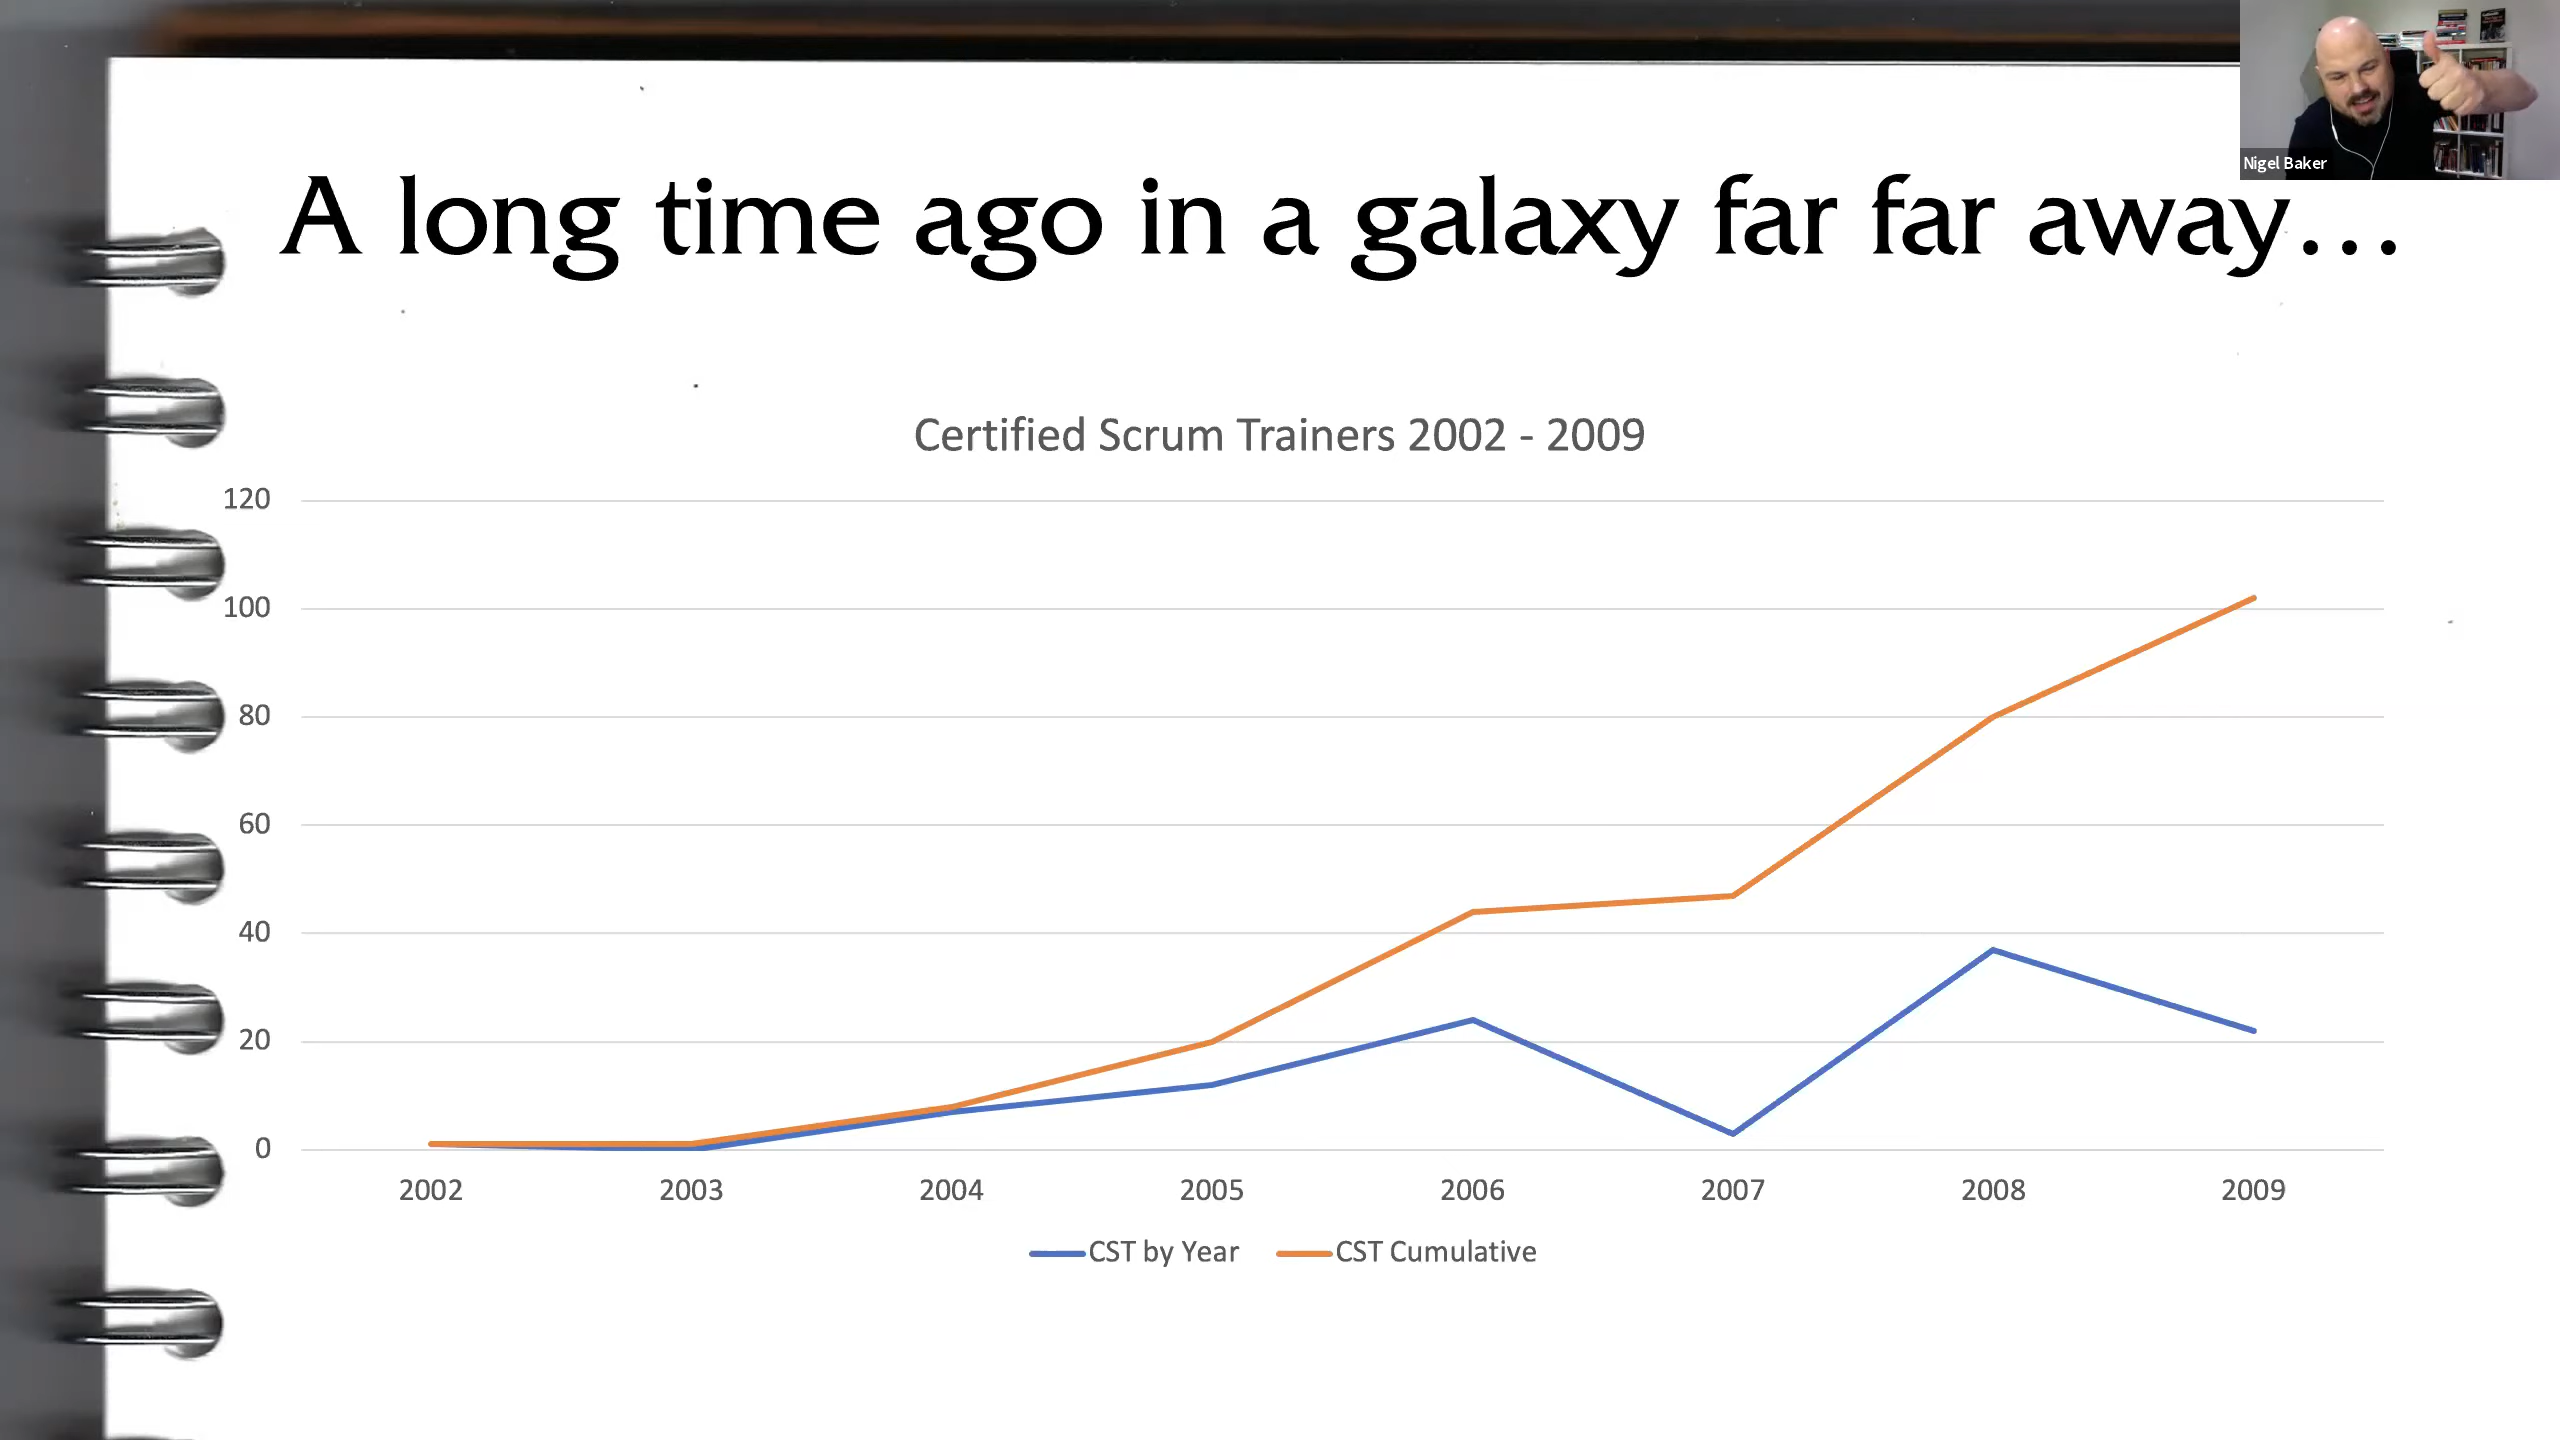 Nigel Baker
A long time ago in a galaxy far far away...
Certified Scrum Trainers 2002 - 2009
120
100
80
60
40
20
0
2002 2003 2004 2005 2006 2007 2008 2009
CST by Year CST Cumulative